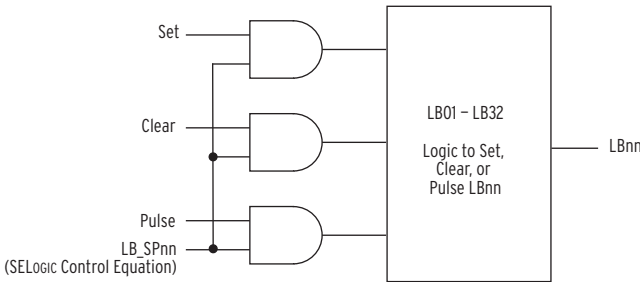 Set
Clear
Pulse
LB_SPnn
(SELOGIC Control Equation)
LB01 – LB32
Logic to Set,
Clear, or
Pulse LBnn
LBnn